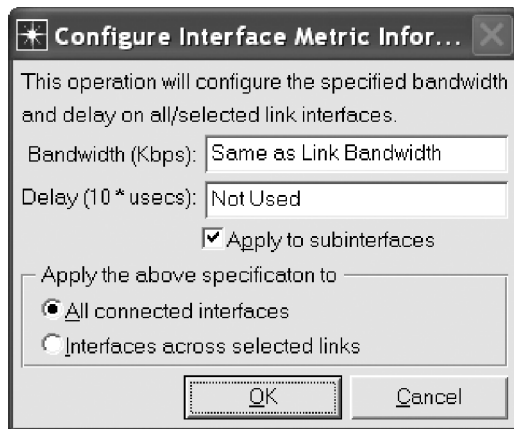 Configure Interface Metric Infor...
This operation will configure the specified bandwidth
and delay on all/selected link interfaces.
Bandwidth (Kbps): Same as Link Bandwidth
Delay (10 * usecs): Not Used
Apply to subinterfaces
Apply the above specificaton to
All connected interfaces
Interfaces across selected links
OK Cancel